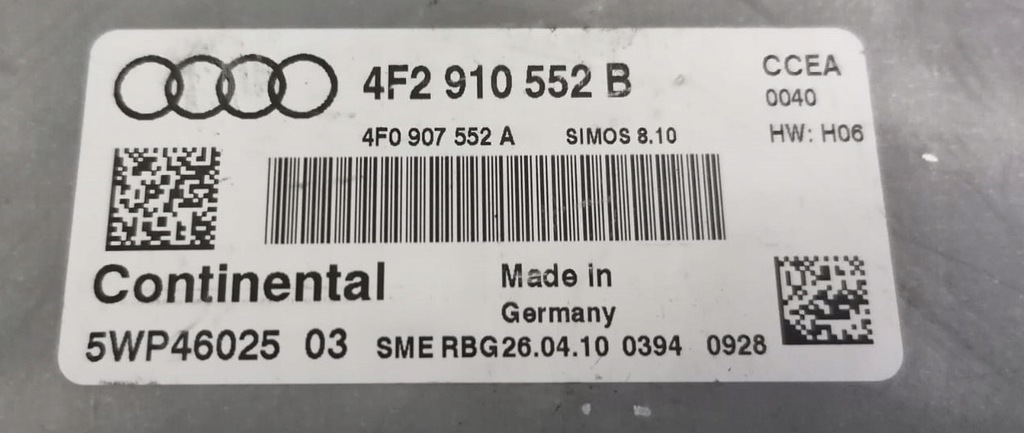 4F2 910 552 B
CCEA
0040
4F0 907 552 A SIMOS 8.10
HW: H06
Continental
Made in
Germany
5WP46025 03 SME RBG26.04.10 0394 0928